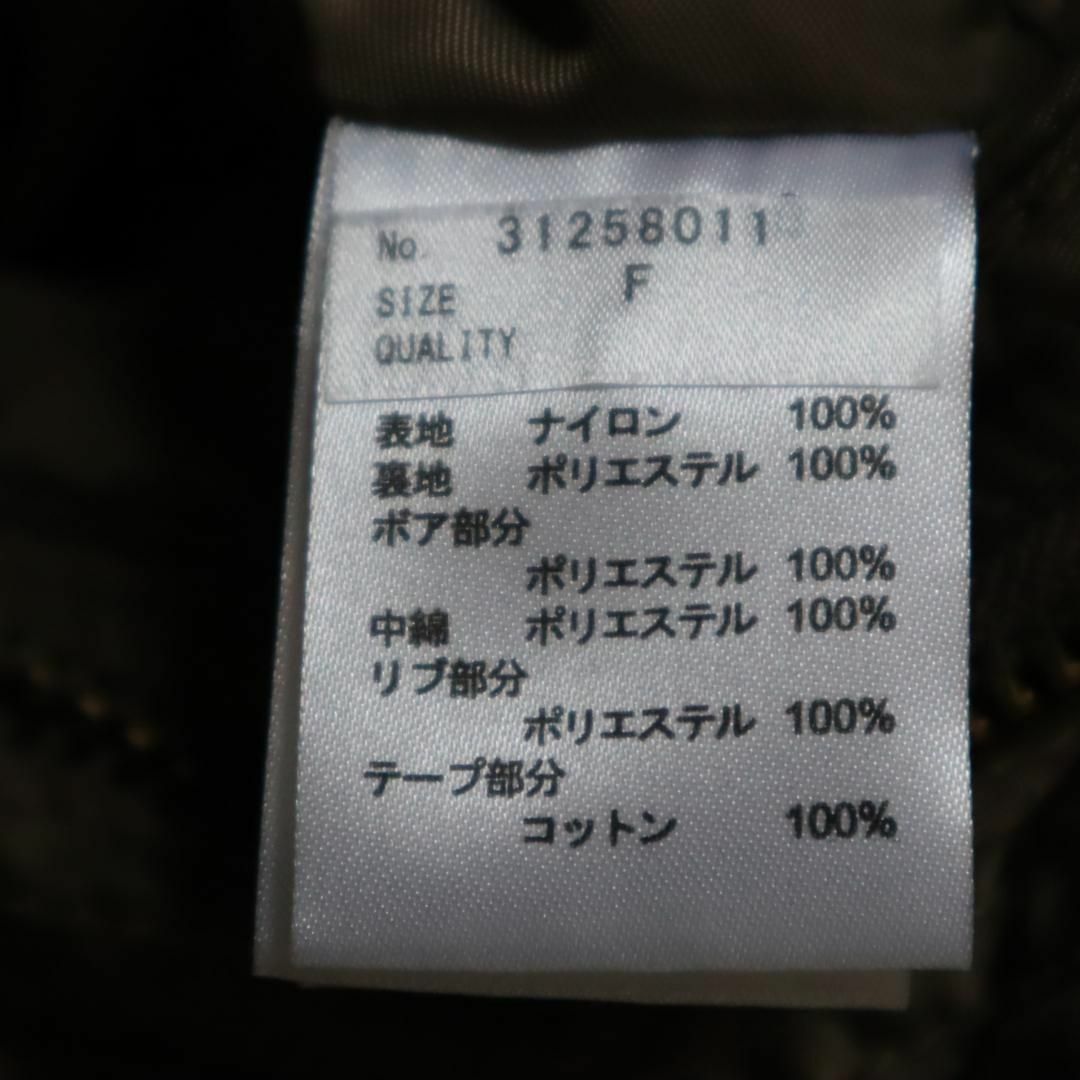 No. 31258011
SIZE F
QUALITY
表地 ナイロン 100%
裏地 ポリエステル 100%
ボア部分
ポリエステル 100%
中綿 ポリエステル 100%
リブ部分
ポリエステル 100%
テープ部分
コットン 100%